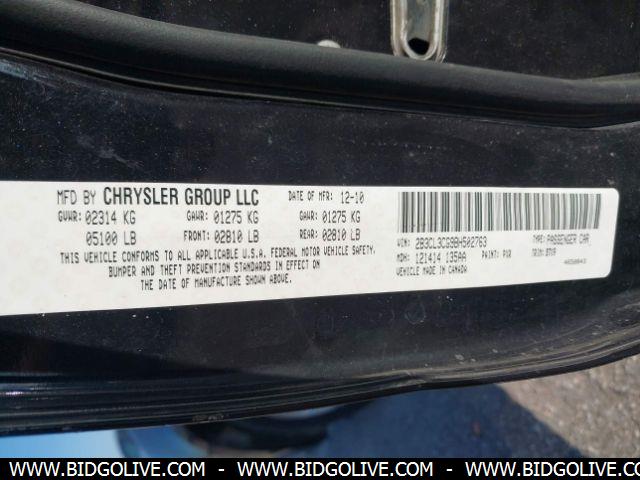 MFD BY CHRYSLER GROUP LLC DATE OF MFR: 12-10
GVWR: 02314 KG GAWR: 01275 KG GAWR: 01275 KG
05100 LB FRONT: 02810 LB REAR: 02810 LB
THIS VEHICLE CONFORMS TO ALL APPLICABLE U.S.A. FEDERAL MOTOR VEHICLE SAFETY,
BUMPER AND THEFT PREVENTION STANDARDS IN EFFECT ON
THE DATE OF MANUFACTURE SHOWN ABOVE.
VIN: 2B3CL3CG9BH502763 TYPE: PASSENGER CAR
MDH: 121414 135AA PAINT: PXR TRIM:
VEHICLE MADE IN CANADA
WWW.BIDGOLIVE.COM - WWW.BIDGOLIVE.COM - WWW.BIDGOLIVE.COM